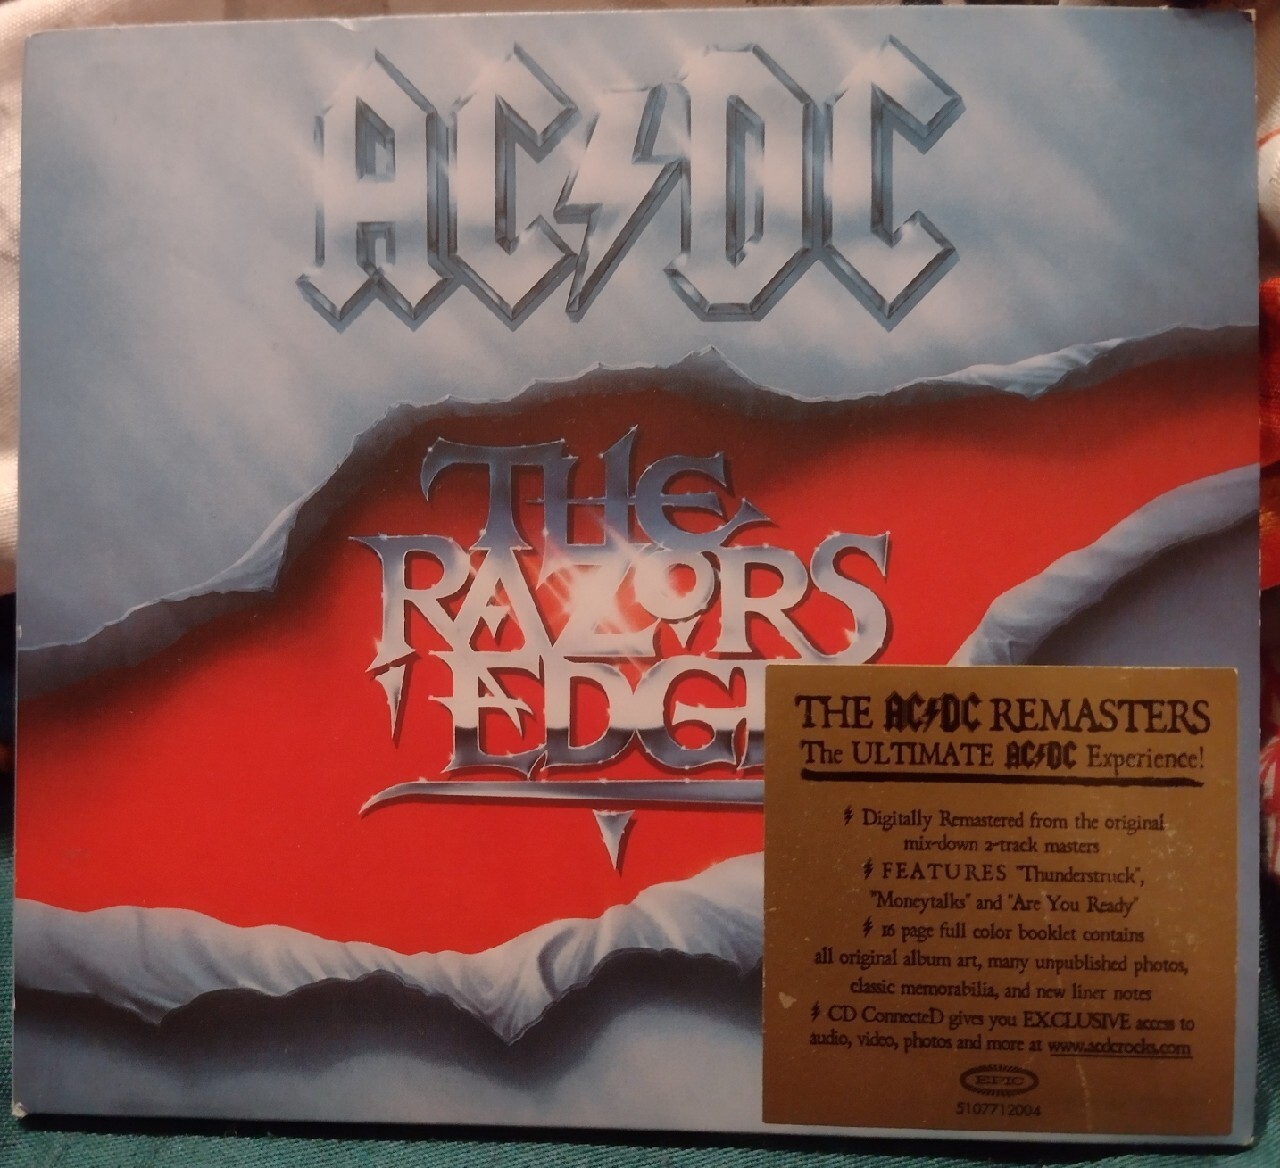 AC/DC
THE
RAZORS
EDGE
THE AC/DC REMASTERS
The ULTIMATE AC/DC Experience!
Digitally Remastered from the original
mix-down 2-track masters
FEATURES "Thunderstruck",
"Moneytalks" and "Are You Ready"
16 page full color booklet contains
all original album art, many unpublished photos,
classic memorabilia, and new liner notes
CD ConnecteD gives you EXCLUSIVE access to
audio, video, photos and more at www.acdcrocks.com
EPIC
5107712004